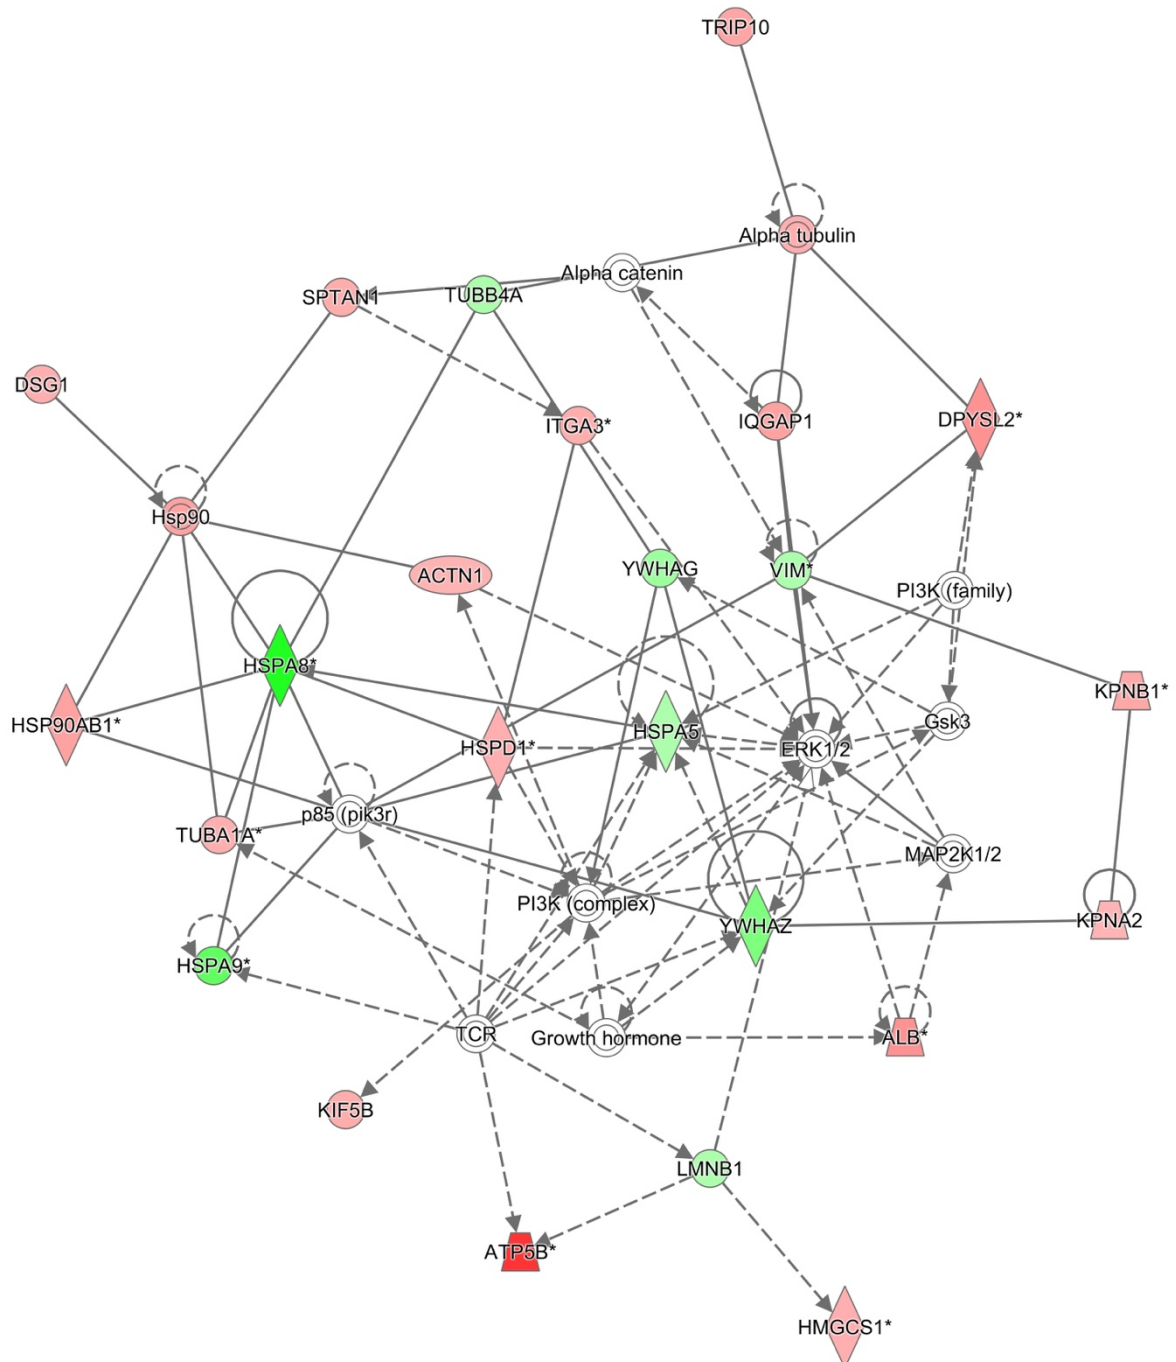 TRIP10
Alpha tubulin
Alpha catenin
SPTAN1
TUBB4A
DSG1
ITGA3*
IQGAP1
DPYSL2*
Hsp90
ACTN1
YWHAG
VIM*
PI3K (family)
HSPA8*
KPNB1*
HSP90AB1*
HSPD1*
HSPA5
ERK1/2
Gsk3
TUBA1A*
p85 (pik3r)
MAP2K1/2
PI3K (complex)
YWHAZ
KPNA2
HSPA9*
TCR
Growth hormone
ALB*
KIF5B
LMNB1
ATP5B*
HMGCS1*